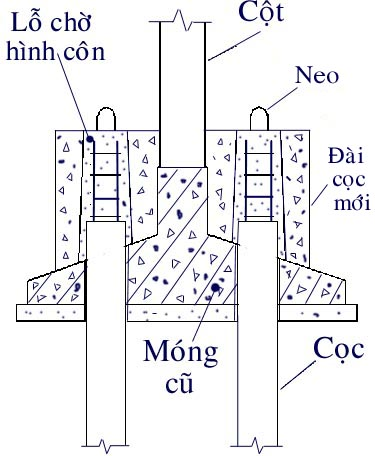 Lỗ chờ
hình côn
Cột
Neo
Đài
cọc
mới
Móng
cũ
Cọc